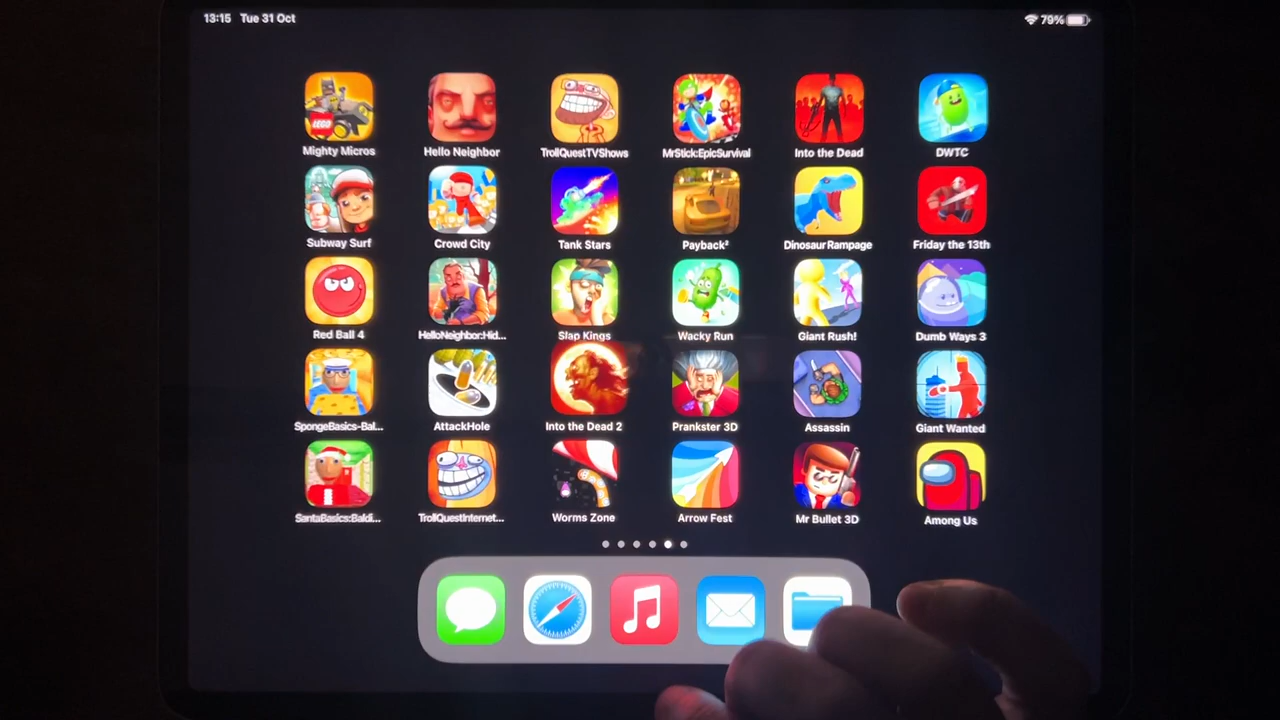 13:15 Tue 31 Oct 79%
LEGO
Mighty Micros Hello Neighbor TrollQuestTVShows MrStick:EpicSurvival Into the Dead DWTC
Subway Surf Crowd City Tank Stars Payback² Dinosaur Rampage Friday the 13th
Red Ball 4 HelloNeighbor:Hid... Slap Kings Wacky Run Giant Rush! Dumb Ways 3
SpongeBasics-Bal... AttackHole Into the Dead 2 Prankster 3D Assassin Giant Wanted
SantaBasics:Baldi... TrollQuestInternet... Worms Zone Arrow Fest Mr Bullet 3D Among Us